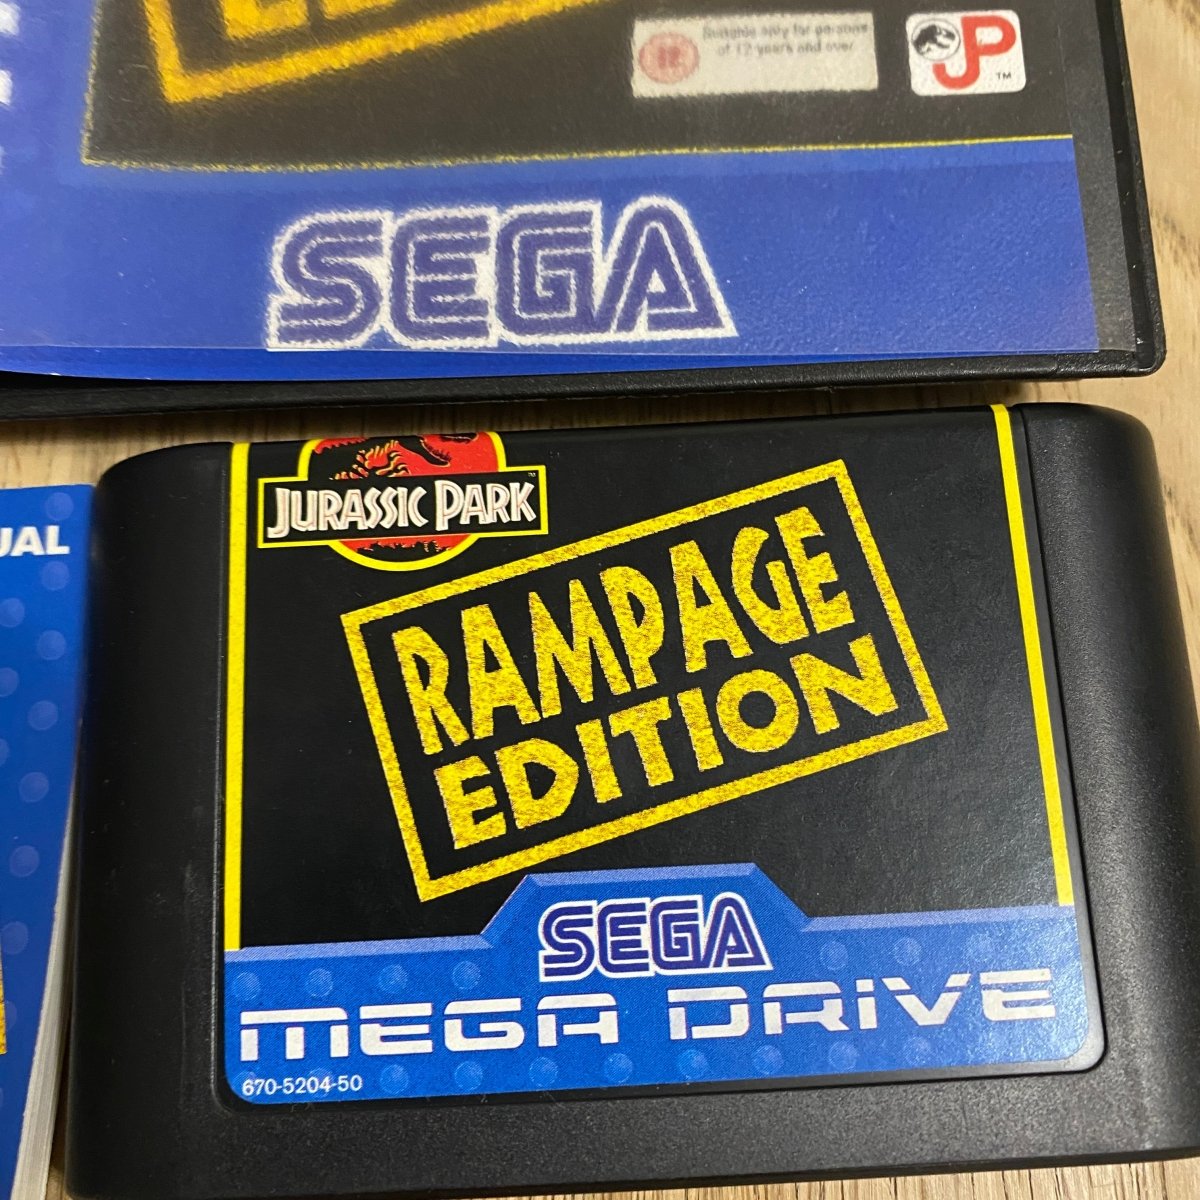 Suitable only for persons
of 12 years and over
JP
TM
SEGA
UAL
JURASSIC PARK
RAMPAGE
EDITION
SEGA
MEGA DRIVE
670-5204-50